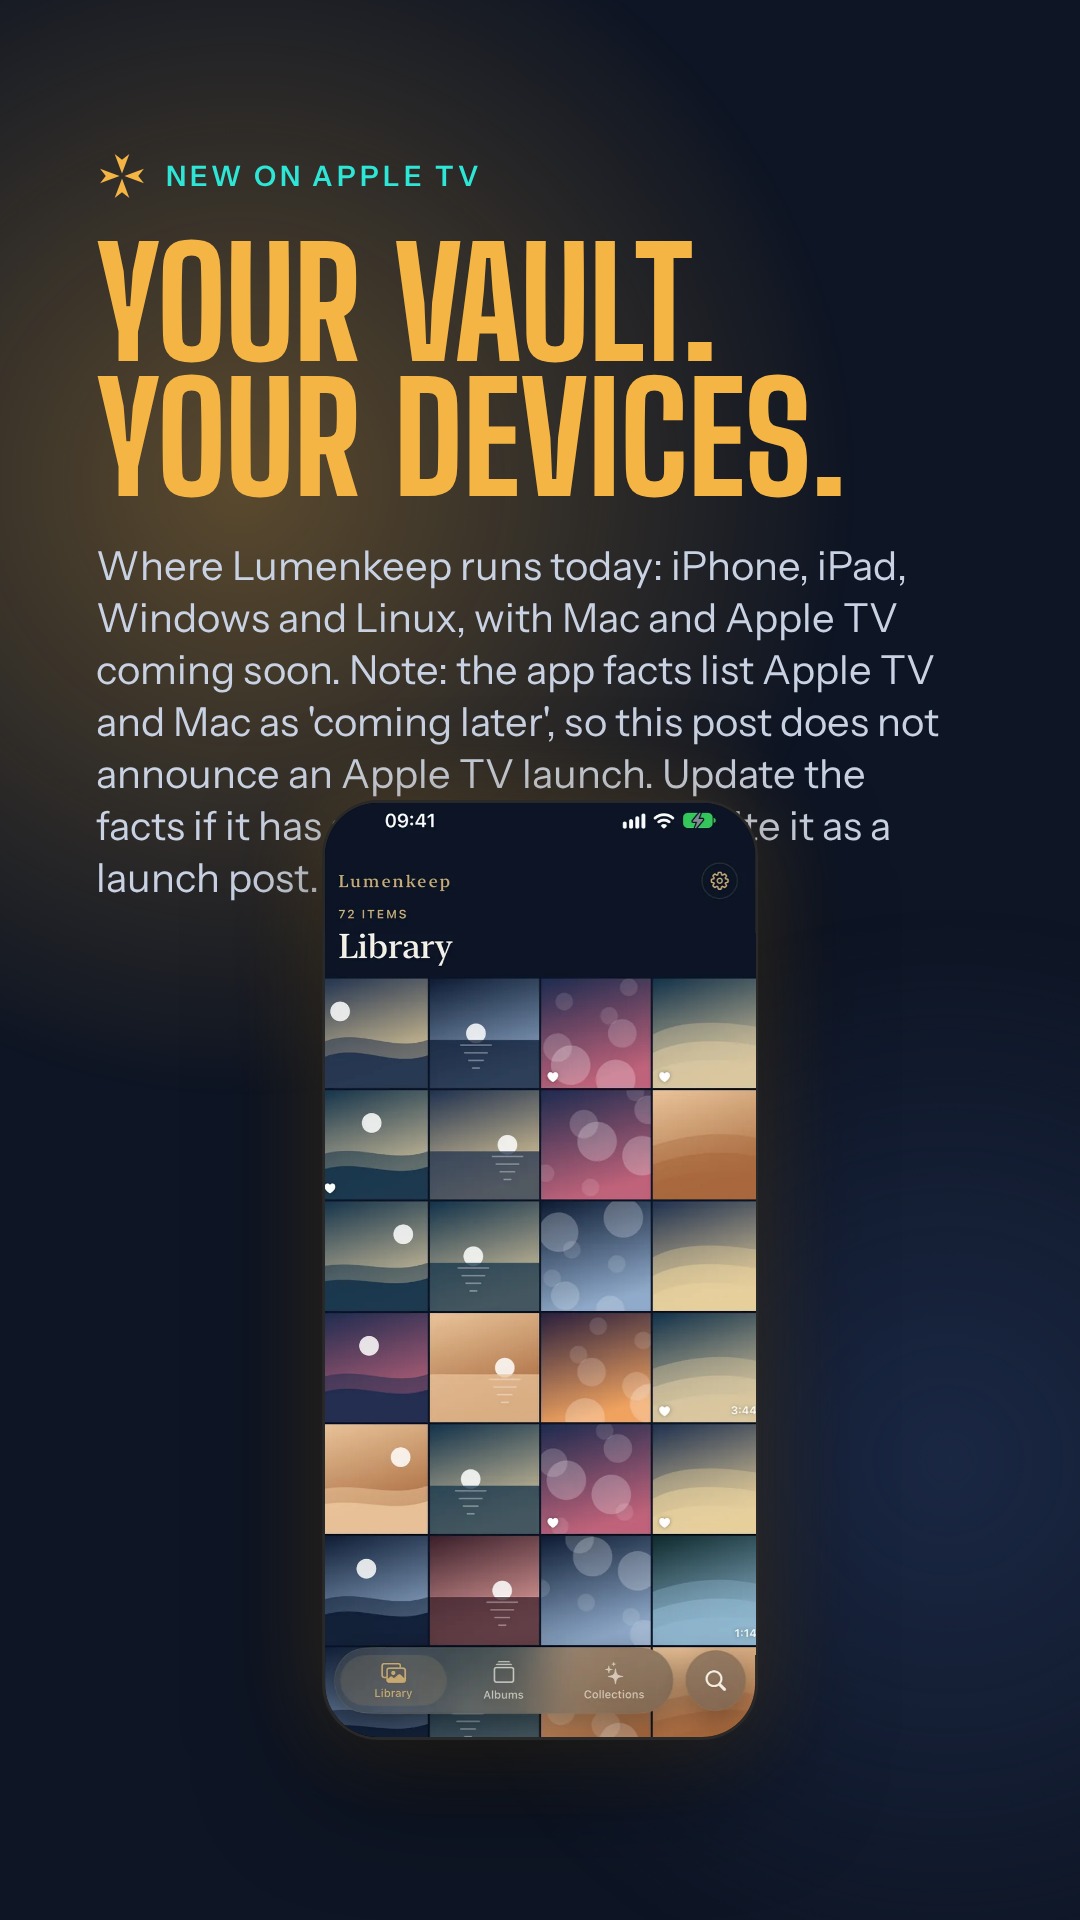 NEW ON APPLE TV
YOUR VAULT.
YOUR DEVICES.
Where Lumenkeep runs today: iPhone, iPad,
Windows and Linux, with Mac and Apple TV
coming soon. Note: the app facts list Apple TV
and Mac as 'coming later', so this post does not
announce an Apple TV launch. Update the
facts if it has it as a
launch post.
09:41
Lumenkeep
72 ITEMS
Library
3:44
1:14
Library
Albums
Collections